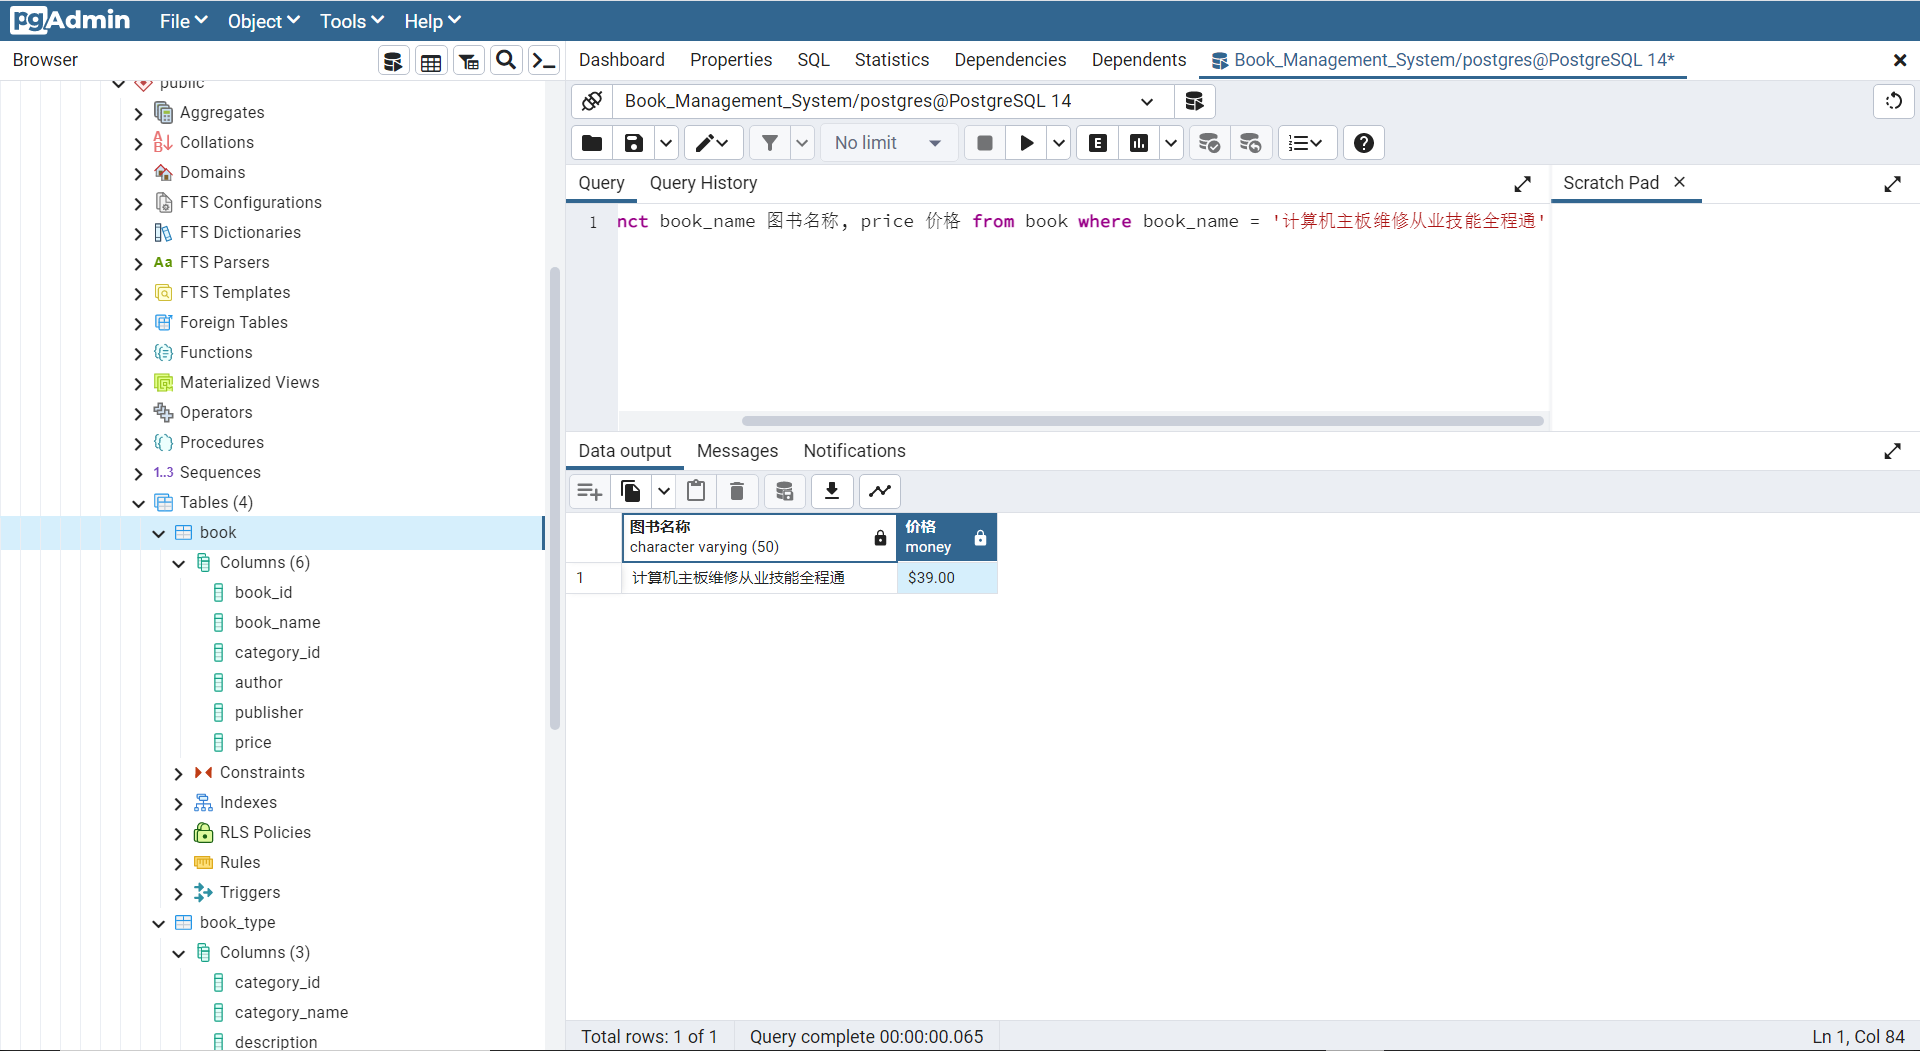 pgAdmin File Object Tools Help
Browser
Dashboard Properties SQL Statistics Dependencies Dependents Book_Management_System/postgres@PostgreSQL 14*
public
Aggregates
Collations
Domains
FTS Configurations
FTS Dictionaries
Aa FTS Parsers
FTS Templates
Foreign Tables
Functions
Materialized Views
Operators
Procedures
1..3 Sequences
Tables (4)
book
Columns (6)
book_id
book_name
category_id
author
publisher
price
Constraints
Indexes
RLS Policies
Rules
Triggers
book_type
Columns (3)
category_id
category_name
description
Book_Management_System/postgres@PostgreSQL 14
No limit E
Query Query History
Scratch Pad
1 nct book_name 图书名称, price 价格 from book where book_name = '计算机主板维修从业技能全程通'
Data output Messages Notifications
图书名称 价格
character varying (50) money
1 计算机主板维修从业技能全程通 $39.00
Total rows: 1 of 1 Query complete 00:00:00.065 Ln 1, Col 84